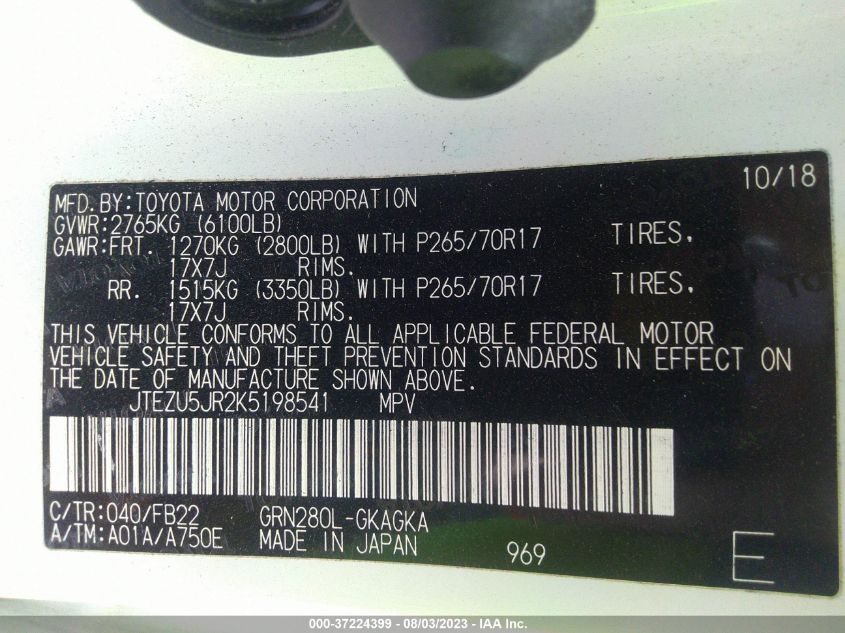 10/18
MFD.BY:TOYOTA MOTOR CORPORATION
GVWR:2765KG (6100LB)
GAWR:FRT. 1270KG (2800LB) WITH P265/70R17 TIRES,
17X7J RIMS.
RR. 1515KG (3350LB) WITH P265/70R17 TIRES,
17X7J RIMS.
THIS VEHICLE CONFORMS TO ALL APPLICABLE FEDERAL MOTOR
VEHICLE SAFETY AND THEFT PREVENTION STANDARDS IN EFFECT ON
THE DATE OF MANUFACTURE SHOWN ABOVE.
JTEZU5JR2K5198541 MPV
C/TR:040/FB22 GRN280L-GKAGKA
A/TM:A01A/A750E MADE IN JAPAN 969 E
000-37224399 - 08/03/2023 - IAA Inc.